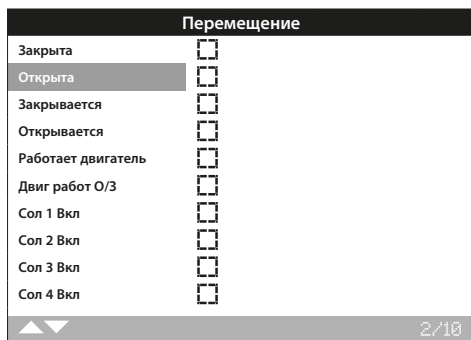 Перемещение
Закрыта
Открыта
Закрывается
Открывается
Работает двигатель
Двиг работ О/З
Сол 1 Вкл
Сол 2 Вкл
Сол 3 Вкл
Сол 4 Вкл
2/10